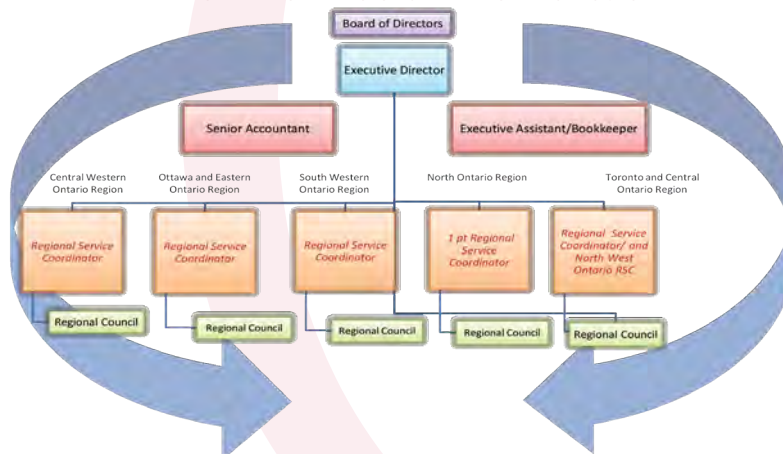 Board of Directors
Executive Director
Senior Accountant
Executive Assistant/Bookkeeper
Central Western
Ontario Region
Ottawa and Eastern
Ontario Region
South Western
Ontario Region
North Ontario Region
Toronto and Central
Ontario Region
Regional Service
Coordinator
Regional Service
Coordinator
Regional Service
Coordinator
1 pt Regional
Service
Coordinator
Regional Service
Coordinator/ and
North West
Ontario RSC
Regional Council
Regional Council
Regional Council
Regional Council
Regional Council